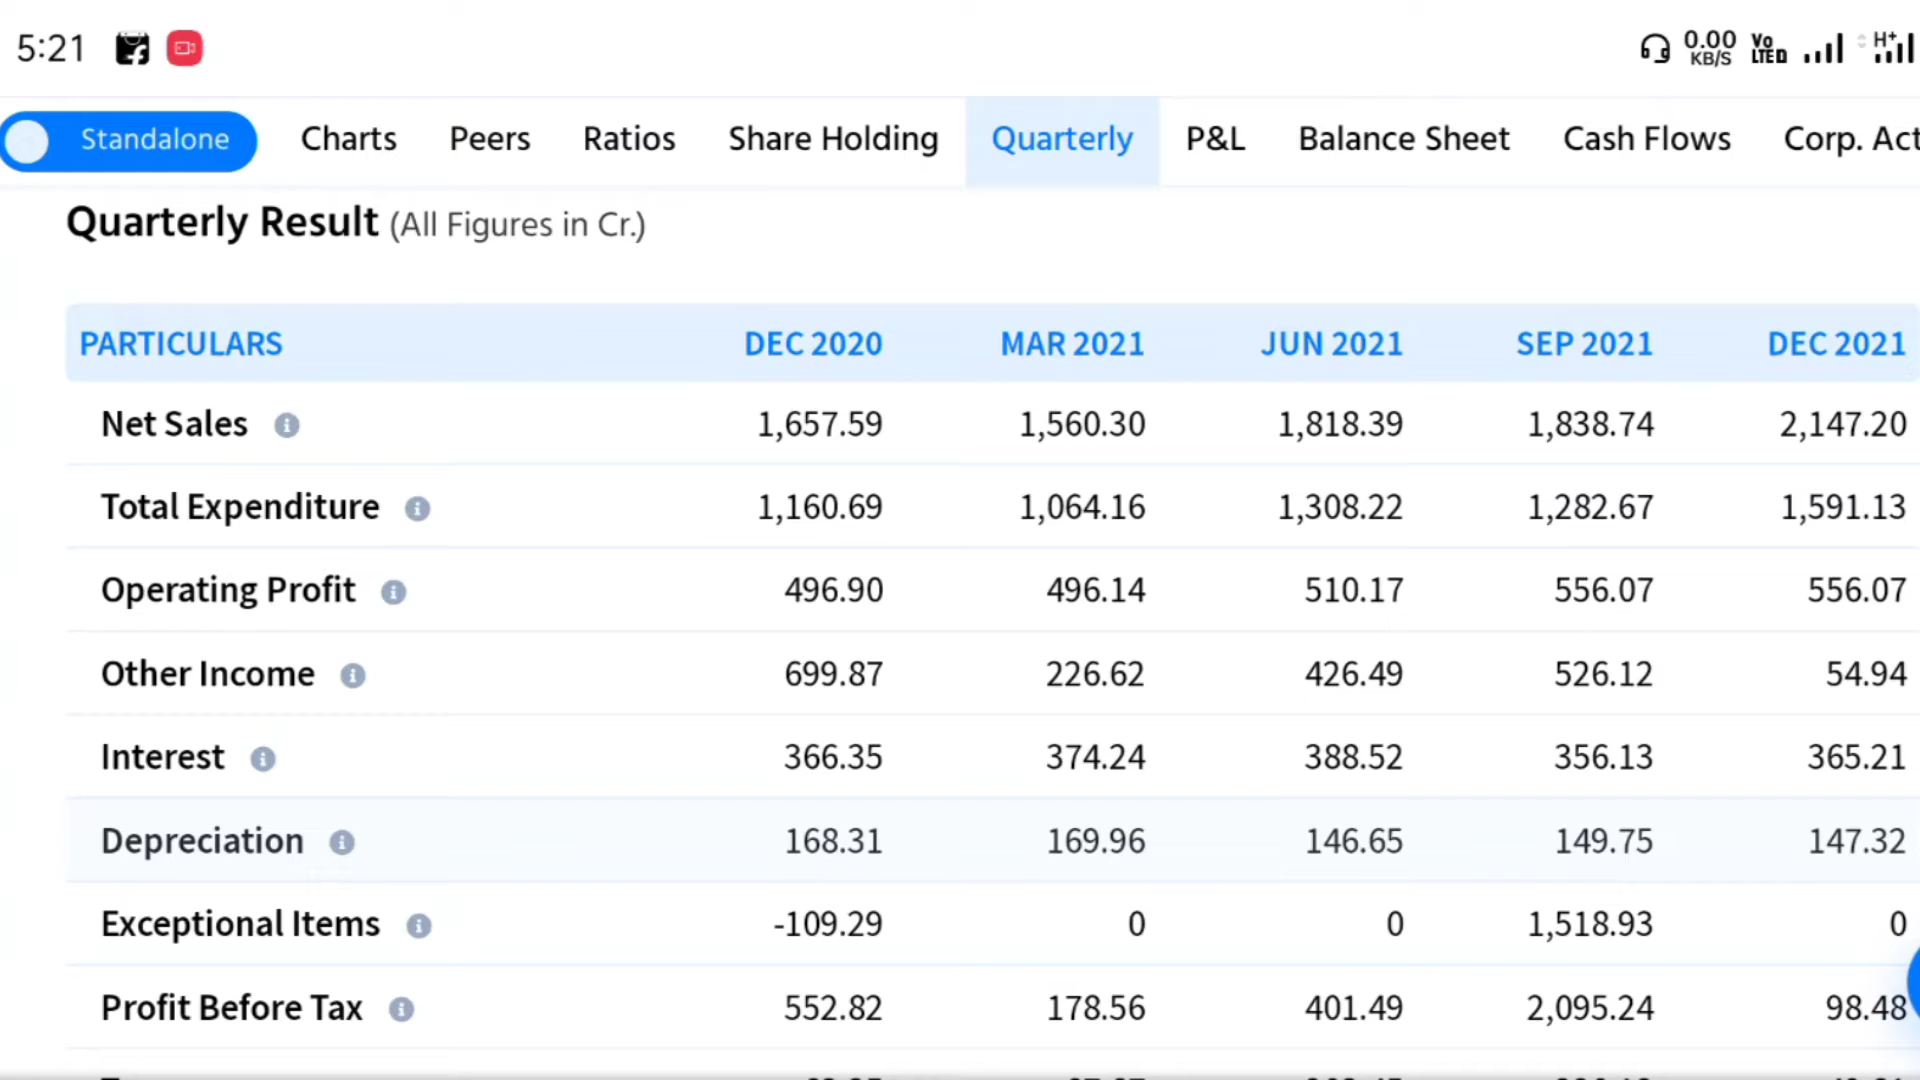 5:21 0.00 KB/S Vo LTED H+
Standalone Charts Peers Ratios Share Holding Quarterly P&L Balance Sheet Cash Flows Corp. Act
Quarterly Result (All Figures in Cr.)
PARTICULARS DEC 2020 MAR 2021 JUN 2021 SEP 2021 DEC 2021
Net Sales 1,657.59 1,560.30 1,818.39 1,838.74 2,147.20
Total Expenditure 1,160.69 1,064.16 1,308.22 1,282.67 1,591.13
Operating Profit 496.90 496.14 510.17 556.07 556.07
Other Income 699.87 226.62 426.49 526.12 54.94
Interest 366.35 374.24 388.52 356.13 365.21
Depreciation 168.31 169.96 146.65 149.75 147.32
Exceptional Items -109.29 0 0 1,518.93 0
Profit Before Tax 552.82 178.56 401.49 2,095.24 98.48